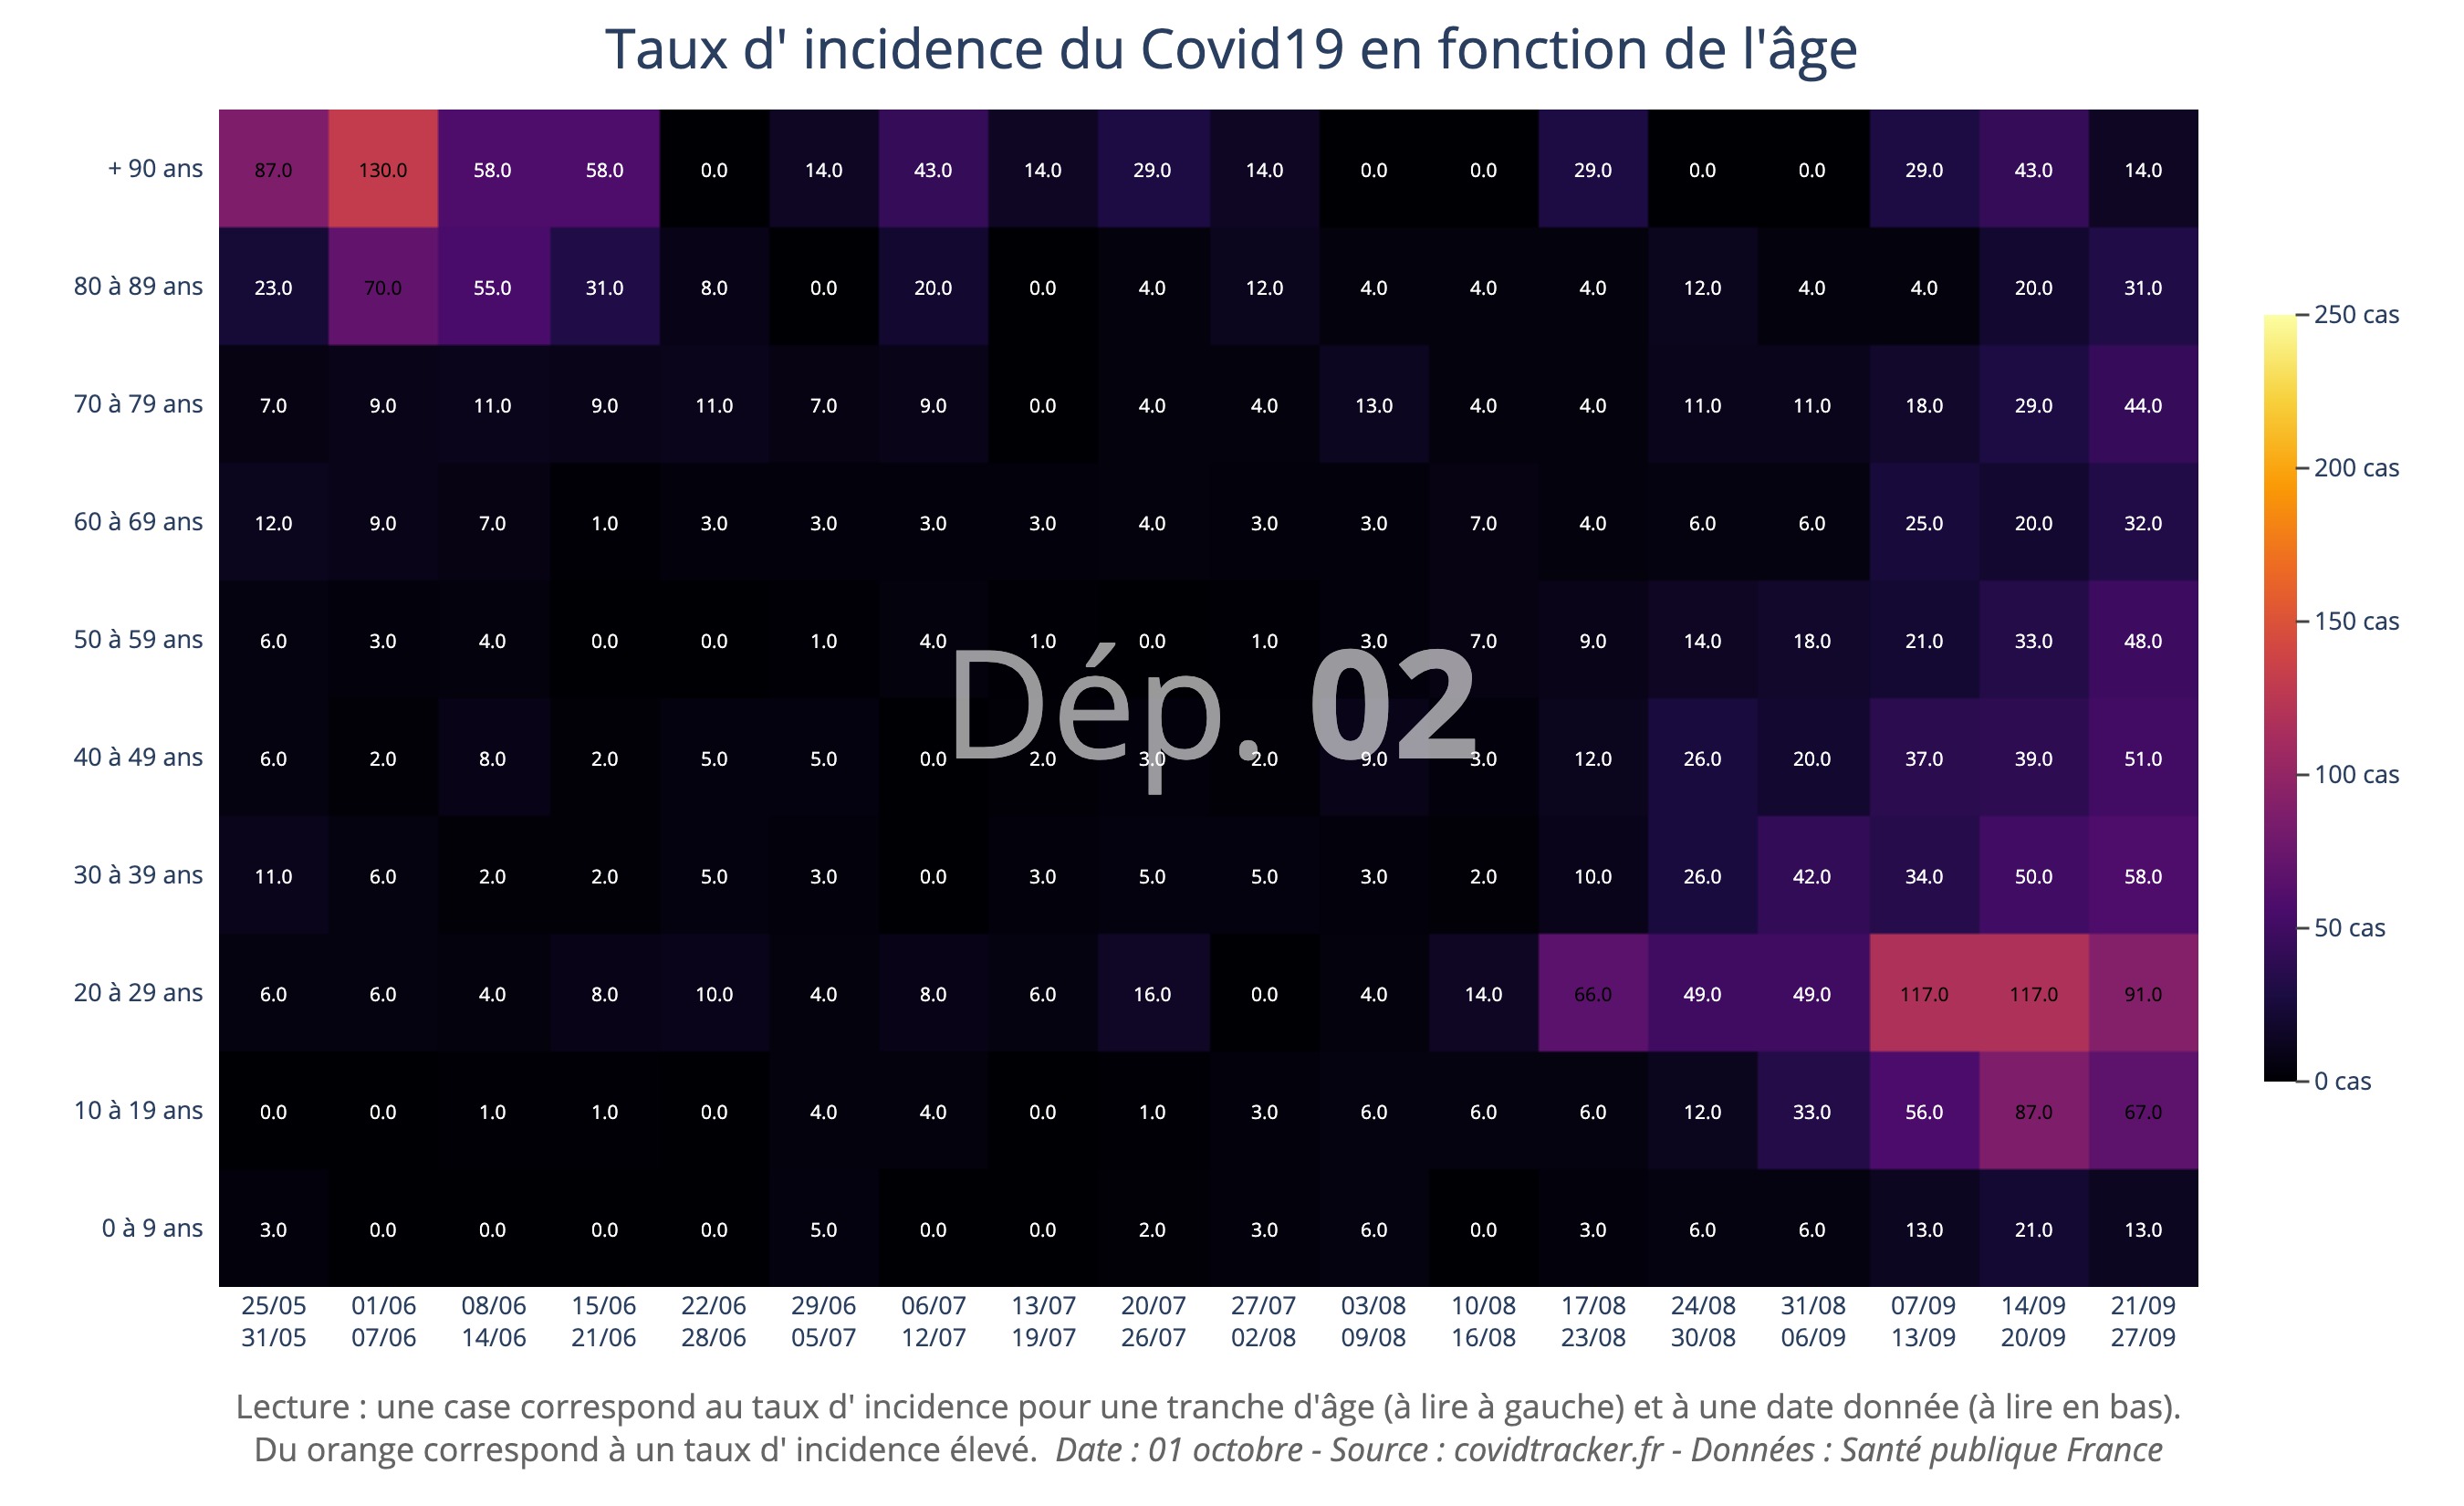 Taux d' incidence du Covid19 en fonction de l'âge
+ 90 ans 87.0 130.0 58.0 58.0 0.0 14.0 43.0 14.0 29.0 14.0 0.0 0.0 29.0 0.0 0.0 29.0 43.0 14.0
80 à 89 ans 23.0 70.0 55.0 31.0 8.0 0.0 20.0 0.0 4.0 12.0 4.0 4.0 4.0 12.0 4.0 4.0 20.0 31.0
70 à 79 ans 7.0 9.0 11.0 9.0 11.0 7.0 9.0 0.0 4.0 4.0 13.0 4.0 4.0 11.0 11.0 18.0 29.0 44.0
60 à 69 ans 12.0 9.0 7.0 1.0 3.0 3.0 3.0 3.0 4.0 3.0 3.0 7.0 4.0 6.0 6.0 25.0 20.0 32.0
50 à 59 ans 6.0 3.0 4.0 0.0 0.0 1.0 4.0 1.0 0.0 1.0 3.0 7.0 9.0 14.0 18.0 21.0 33.0 48.0
Dép. 02
40 à 49 ans 6.0 2.0 8.0 2.0 5.0 5.0 0.0 2.0 3.0 2.0 9.0 3.0 12.0 26.0 20.0 37.0 39.0 51.0
30 à 39 ans 11.0 6.0 2.0 2.0 5.0 3.0 0.0 3.0 5.0 5.0 3.0 2.0 10.0 26.0 42.0 34.0 50.0 58.0
20 à 29 ans 6.0 6.0 4.0 8.0 10.0 4.0 8.0 6.0 16.0 0.0 4.0 14.0 66.0 49.0 49.0 117.0 117.0 91.0
10 à 19 ans 0.0 0.0 1.0 1.0 0.0 4.0 4.0 0.0 1.0 3.0 6.0 6.0 6.0 12.0 33.0 56.0 87.0 67.0
0 à 9 ans 3.0 0.0 0.0 0.0 0.0 5.0 0.0 0.0 2.0 3.0 6.0 0.0 3.0 6.0 6.0 13.0 21.0 13.0
25/05 01/06 08/06 15/06 22/06 29/06 06/07 13/07 20/07 27/07 03/08 10/08 17/08 24/08 31/08 07/09 14/09 21/09
31/05 07/06 14/06 21/06 28/06 05/07 12/07 19/07 26/07 02/08 09/08 16/08 23/08 30/08 06/09 13/09 20/09 27/09
250 cas
200 cas
150 cas
100 cas
50 cas
0 cas
Lecture : une case correspond au taux d' incidence pour une tranche d'âge (à lire à gauche) et à une date donnée (à lire en bas).
Du orange correspond à un taux d' incidence élevé. Date : 01 octobre - Source : covidtracker.fr - Données : Santé publique France